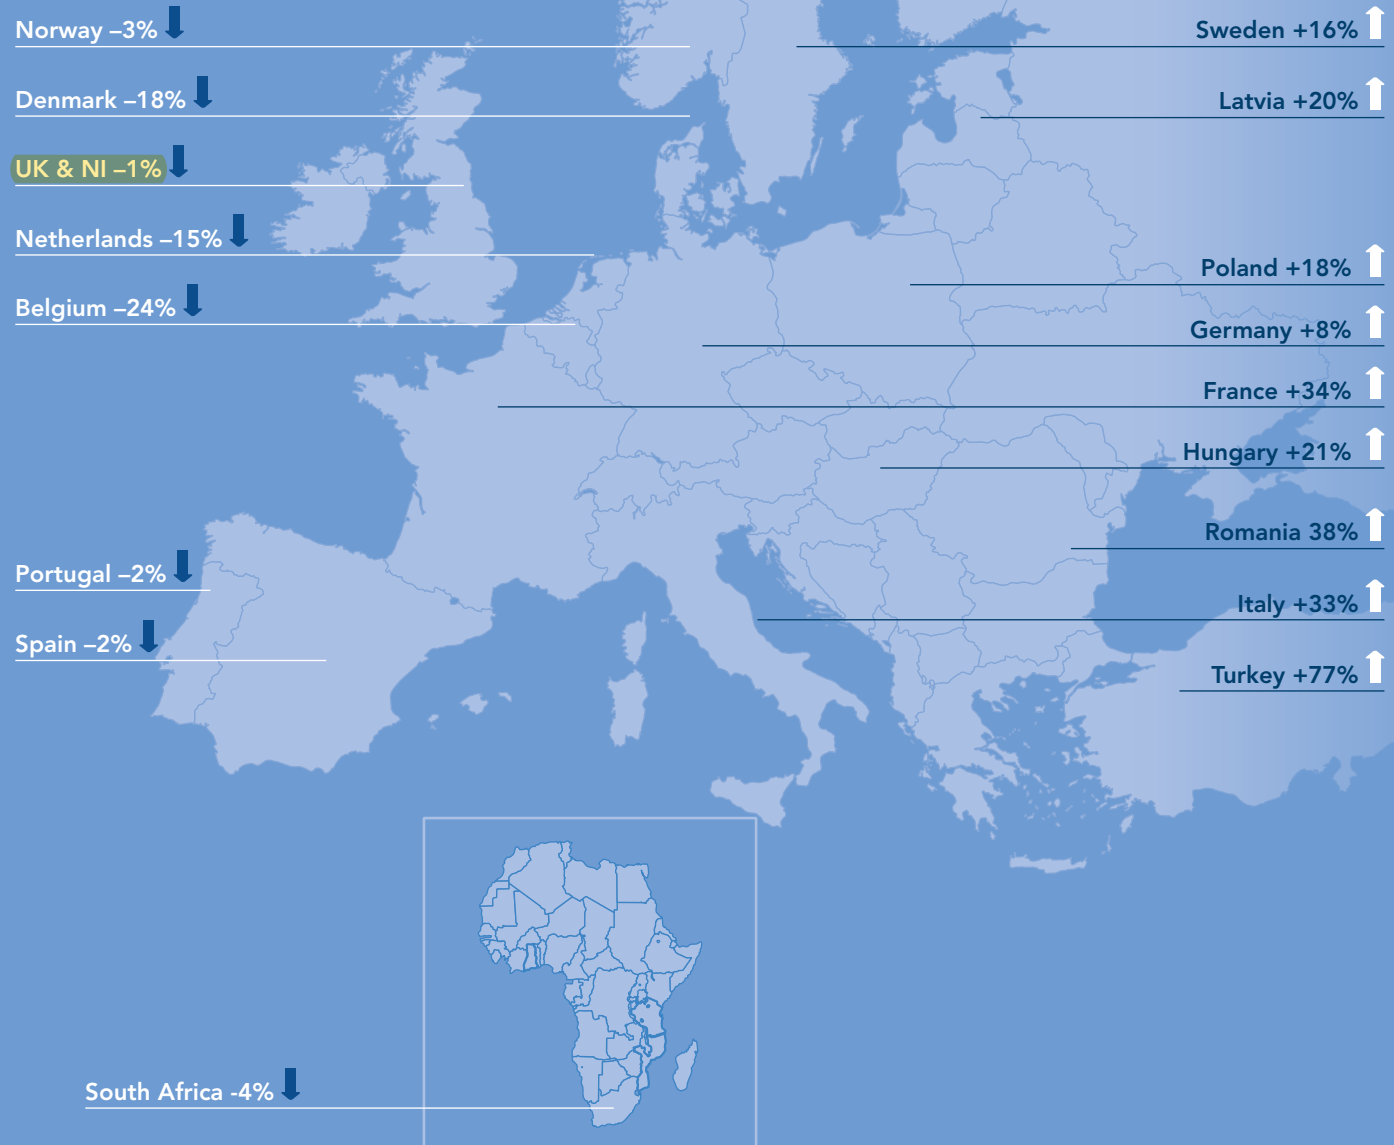 Norway –3%
Sweden +16%
Denmark –18%
Latvia +20%
UK & NI –1%
Netherlands –15%
Poland +18%
Belgium –24%
Germany +8%
France +34%
Hungary +21%
Romania 38%
Portugal –2%
Italy +33%
Spain –2%
Turkey +77%
South Africa -4%